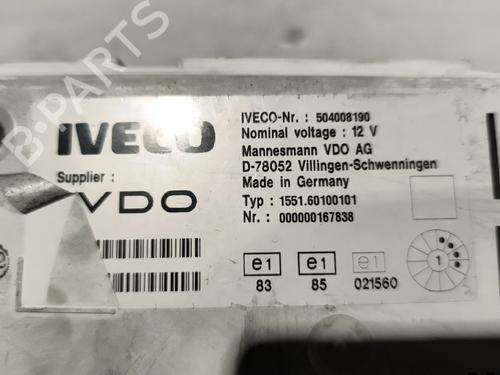 B-PARTS
IVECO
Supplier :
VDO
IVECO-Nr. : 504008190
Nominal voltage : 12 V
Mannesmann VDO AG
D-78052 Villingen-Schwenningen
Made in Germany
Typ : 1551.60100101
Nr. : 000000167838
e1 e1 e1
83 85 021560
1